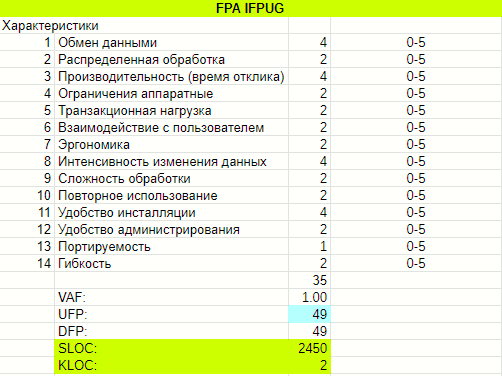 FPA IFPUG
Характеристики
1 Обмен данными 4 0-5
2 Распределенная обработка 2 0-5
3 Производительность (время отклика) 4 0-5
4 Ограничения аппаратные 2 0-5
5 Транзакционная нагрузка 2 0-5
6 Взаимодействие с пользователем 2 0-5
7 Эргономика 2 0-5
8 Интенсивность изменения данных 4 0-5
9 Сложность обработки 2 0-5
10 Повторное использование 2 0-5
11 Удобство инсталляции 4 0-5
12 Удобство администрирования 2 0-5
13 Портируемость 1 0-5
14 Гибкость 2 0-5
35
VAF: 1.00
UFP: 49
DFP: 49
SLOC: 2450
KLOC: 2